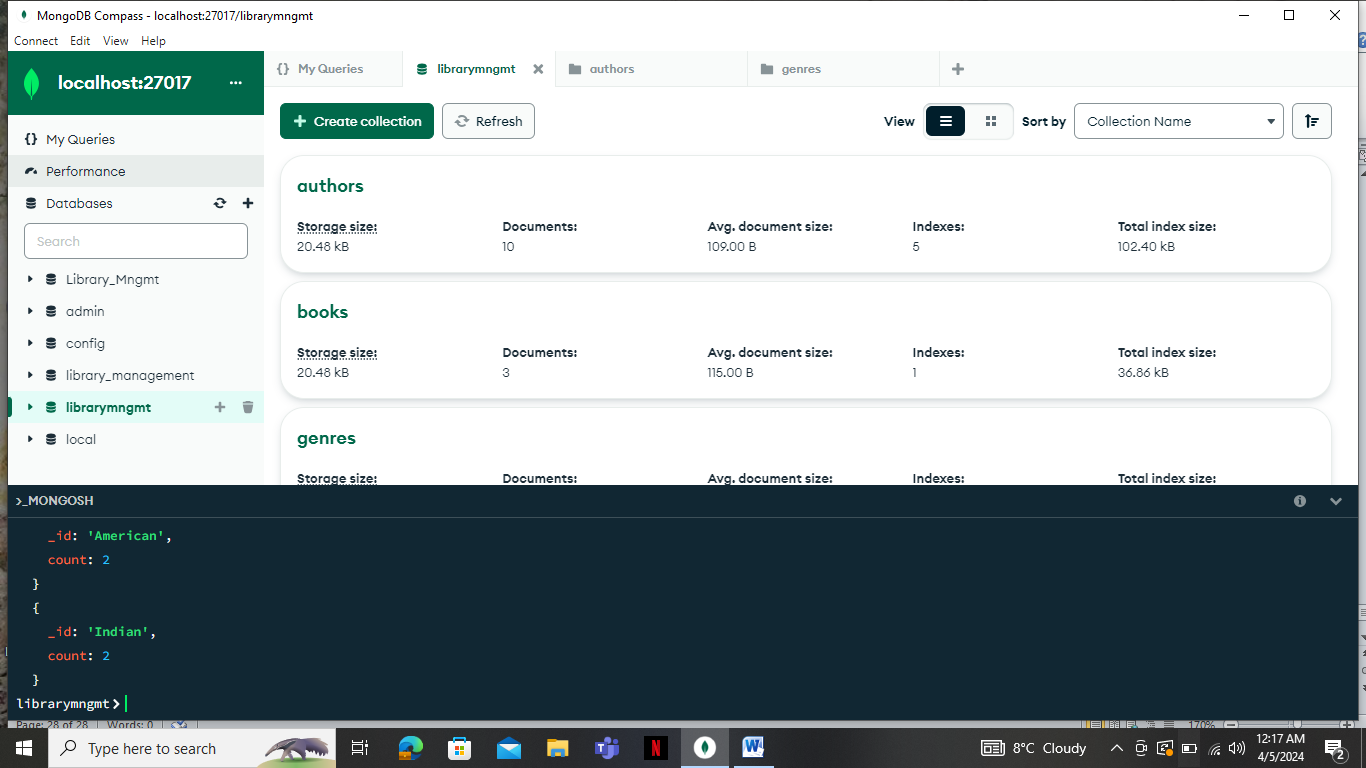 MongoDB Compass - localhost:27017/librarymngmt
Connect Edit View Help
localhost:27017 ...
{} My Queries
librarymngmt
authors
genres
{} My Queries
Performance
Databases
Search
Library_Mngmt
admin
config
library_management
librarymngmt
local
Create collection
Refresh
View
Sort by
Collection Name
authors
Storage size: Documents: Avg. document size: Indexes: Total index size:
20.48 kB 10 109.00 B 5 102.40 kB
books
Storage size: Documents: Avg. document size: Indexes: Total index size:
20.48 kB 3 115.00 B 1 36.86 kB
genres
Storage size: Documents: Avg. document size: Indexes: Total index size:
>_MONGOSH
_id: 'American',
count: 2
}
{
_id: 'Indian',
count: 2
}
librarymngmt>
Page: 28 of 28 Words: 0 170%
Type here to search
8°C Cloudy
12:17 AM
4/5/2024
2